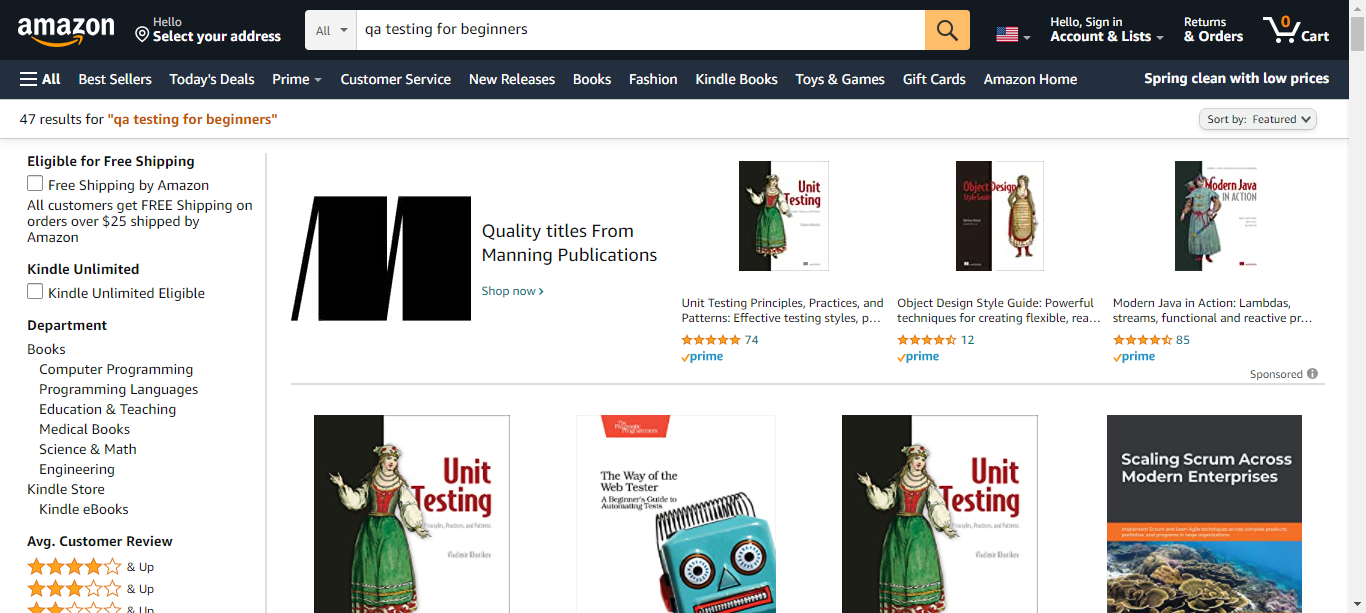 amazon
Hello
Select your address
All
qa testing for beginners
Hello, Sign in
Account & Lists
Returns
& Orders
0
Cart
All
Best Sellers
Today's Deals
Prime
Customer Service
New Releases
Books
Fashion
Kindle Books
Toys & Games
Gift Cards
Amazon Home
Spring clean with low prices
47 results for "qa testing for beginners"
Sort by: Featured
Eligible for Free Shipping
Free Shipping by Amazon
All customers get FREE Shipping on
orders over $25 shipped by
Amazon
Kindle Unlimited
Kindle Unlimited Eligible
Department
Books
Computer Programming
Programming Languages
Education & Teaching
Medical Books
Science & Math
Engineering
Kindle Store
Kindle eBooks
Avg. Customer Review
& Up
& Up
& Up
Quality titles From
Manning Publications
Shop now ›
Unit
Testing
Unit Testing Principles, Practices, and
Patterns: Effective testing styles, p…
74
prime
Object Design
Style Guide
Object Design Style Guide: Powerful
techniques for creating flexible, rea…
12
prime
Modern Java
IN ACTION
Modern Java in Action: Lambdas,
streams, functional and reactive pr…
85
prime
Sponsored
Unit
Testing
Principles, Practices, and Patterns
Vladimir Khorikov
The
Pragmatic
Programmers
The Way of the
Web Tester
A Beginner's Guide to
Automating Tests
Unit
Testing
Principles, Practices, and Patterns
Vladimir Khorikov
Scaling Scrum Across
Modern Enterprises
Implement Scrum and Lean-Agile techniques across complex products,
portfolios, and programs in large organizations